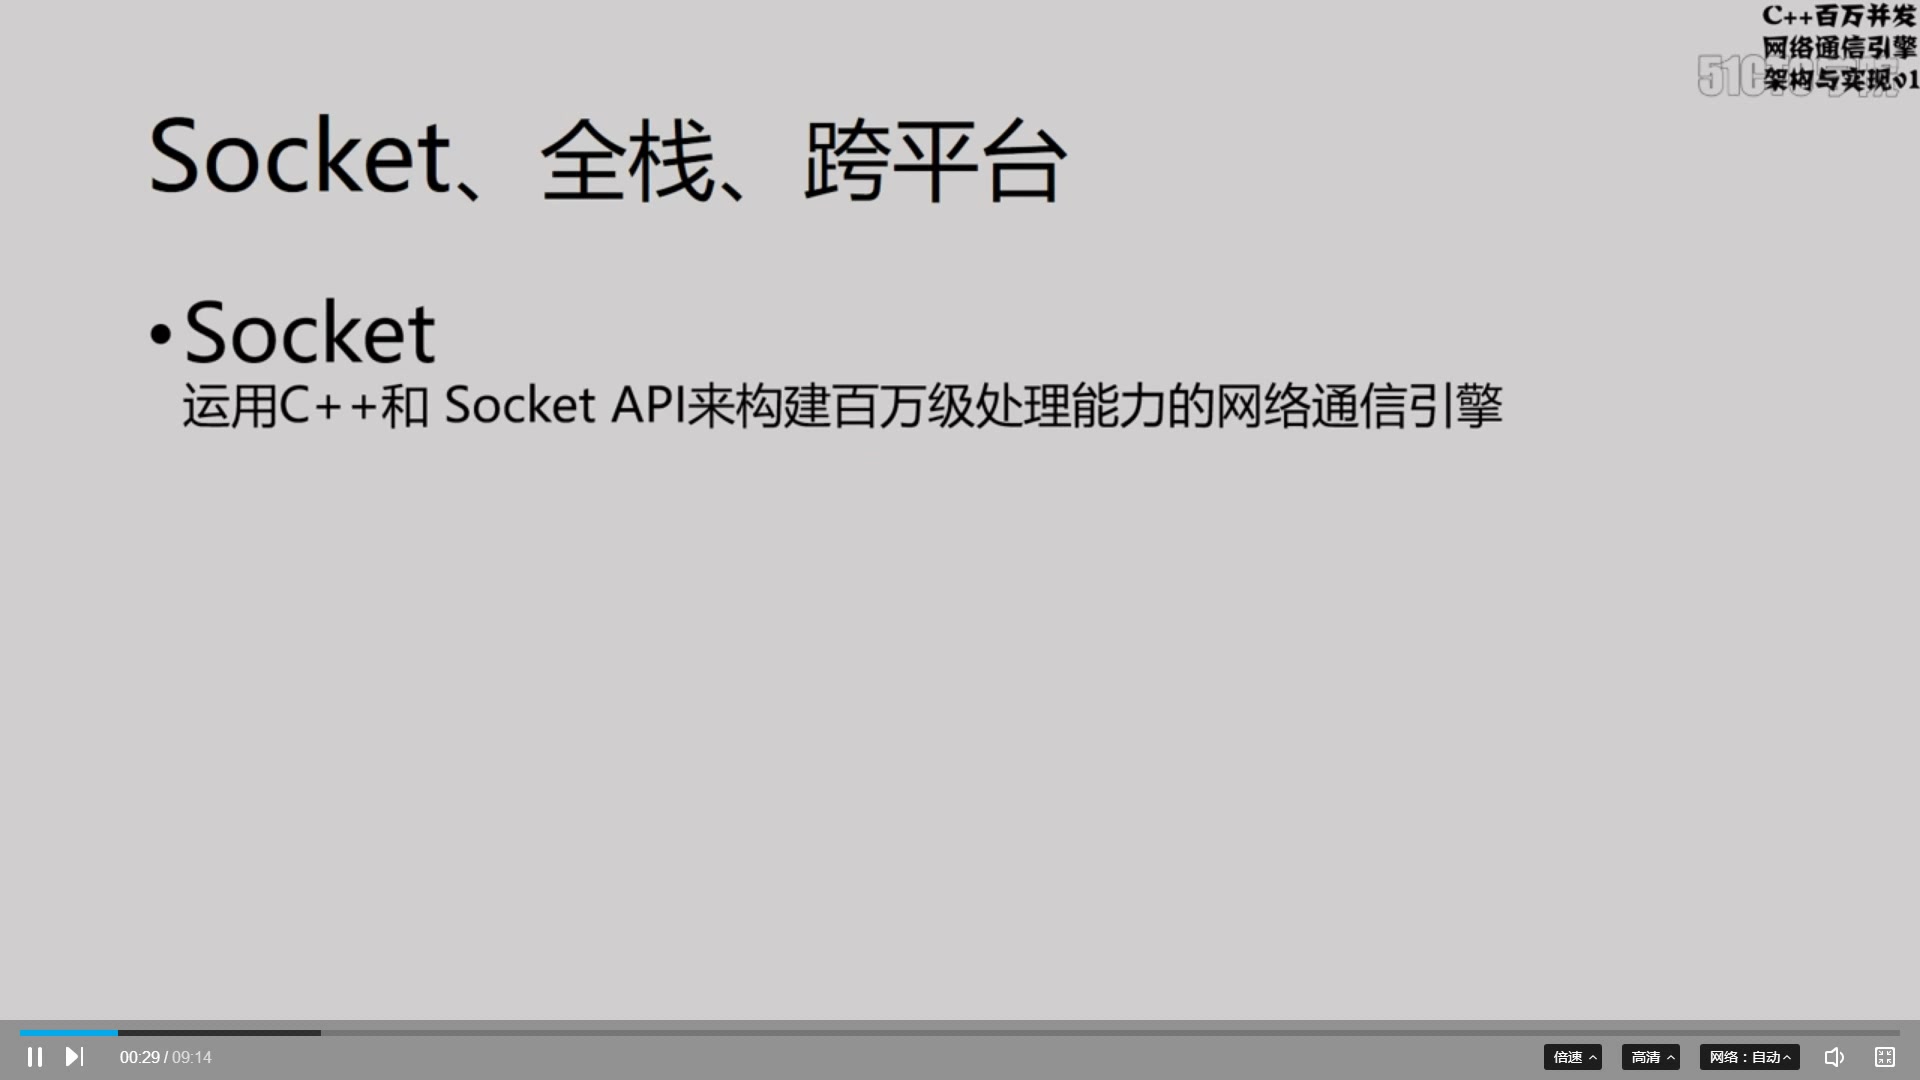 C++百万并发
网络通信引擎
架构与实现v1
Socket、全栈、跨平台
•Socket
运用C++和 Socket API来构建百万级处理能力的网络通信引擎
00:29 / 09:14
倍速
高清
网络：自动